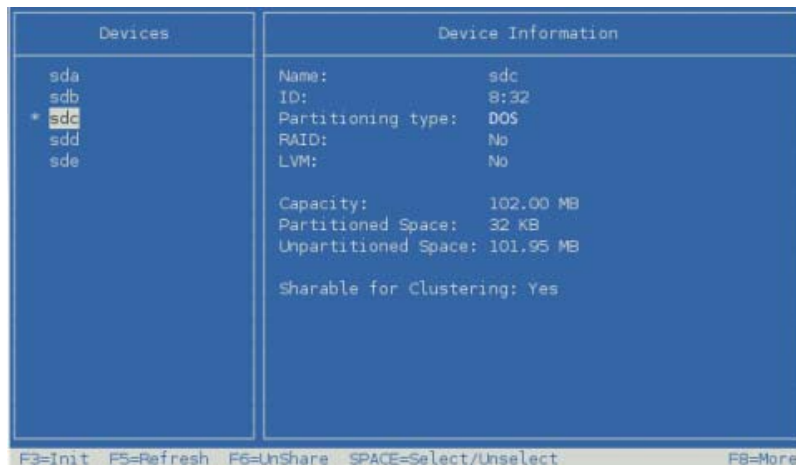 Devices
Device Information
sda
sdb
* sdc
sdd
sde
Name: sdc
ID: 8:32
Partitioning type: DOS
RAID: No
LVM: No
Capacity: 102.00 MB
Partitioned Space: 32 KB
Unpartitioned Space: 101.95 MB
Sharable for Clustering: Yes
F3=Init F5=Refresh F6=UnShare SPACE=Select/Unselect F8=More